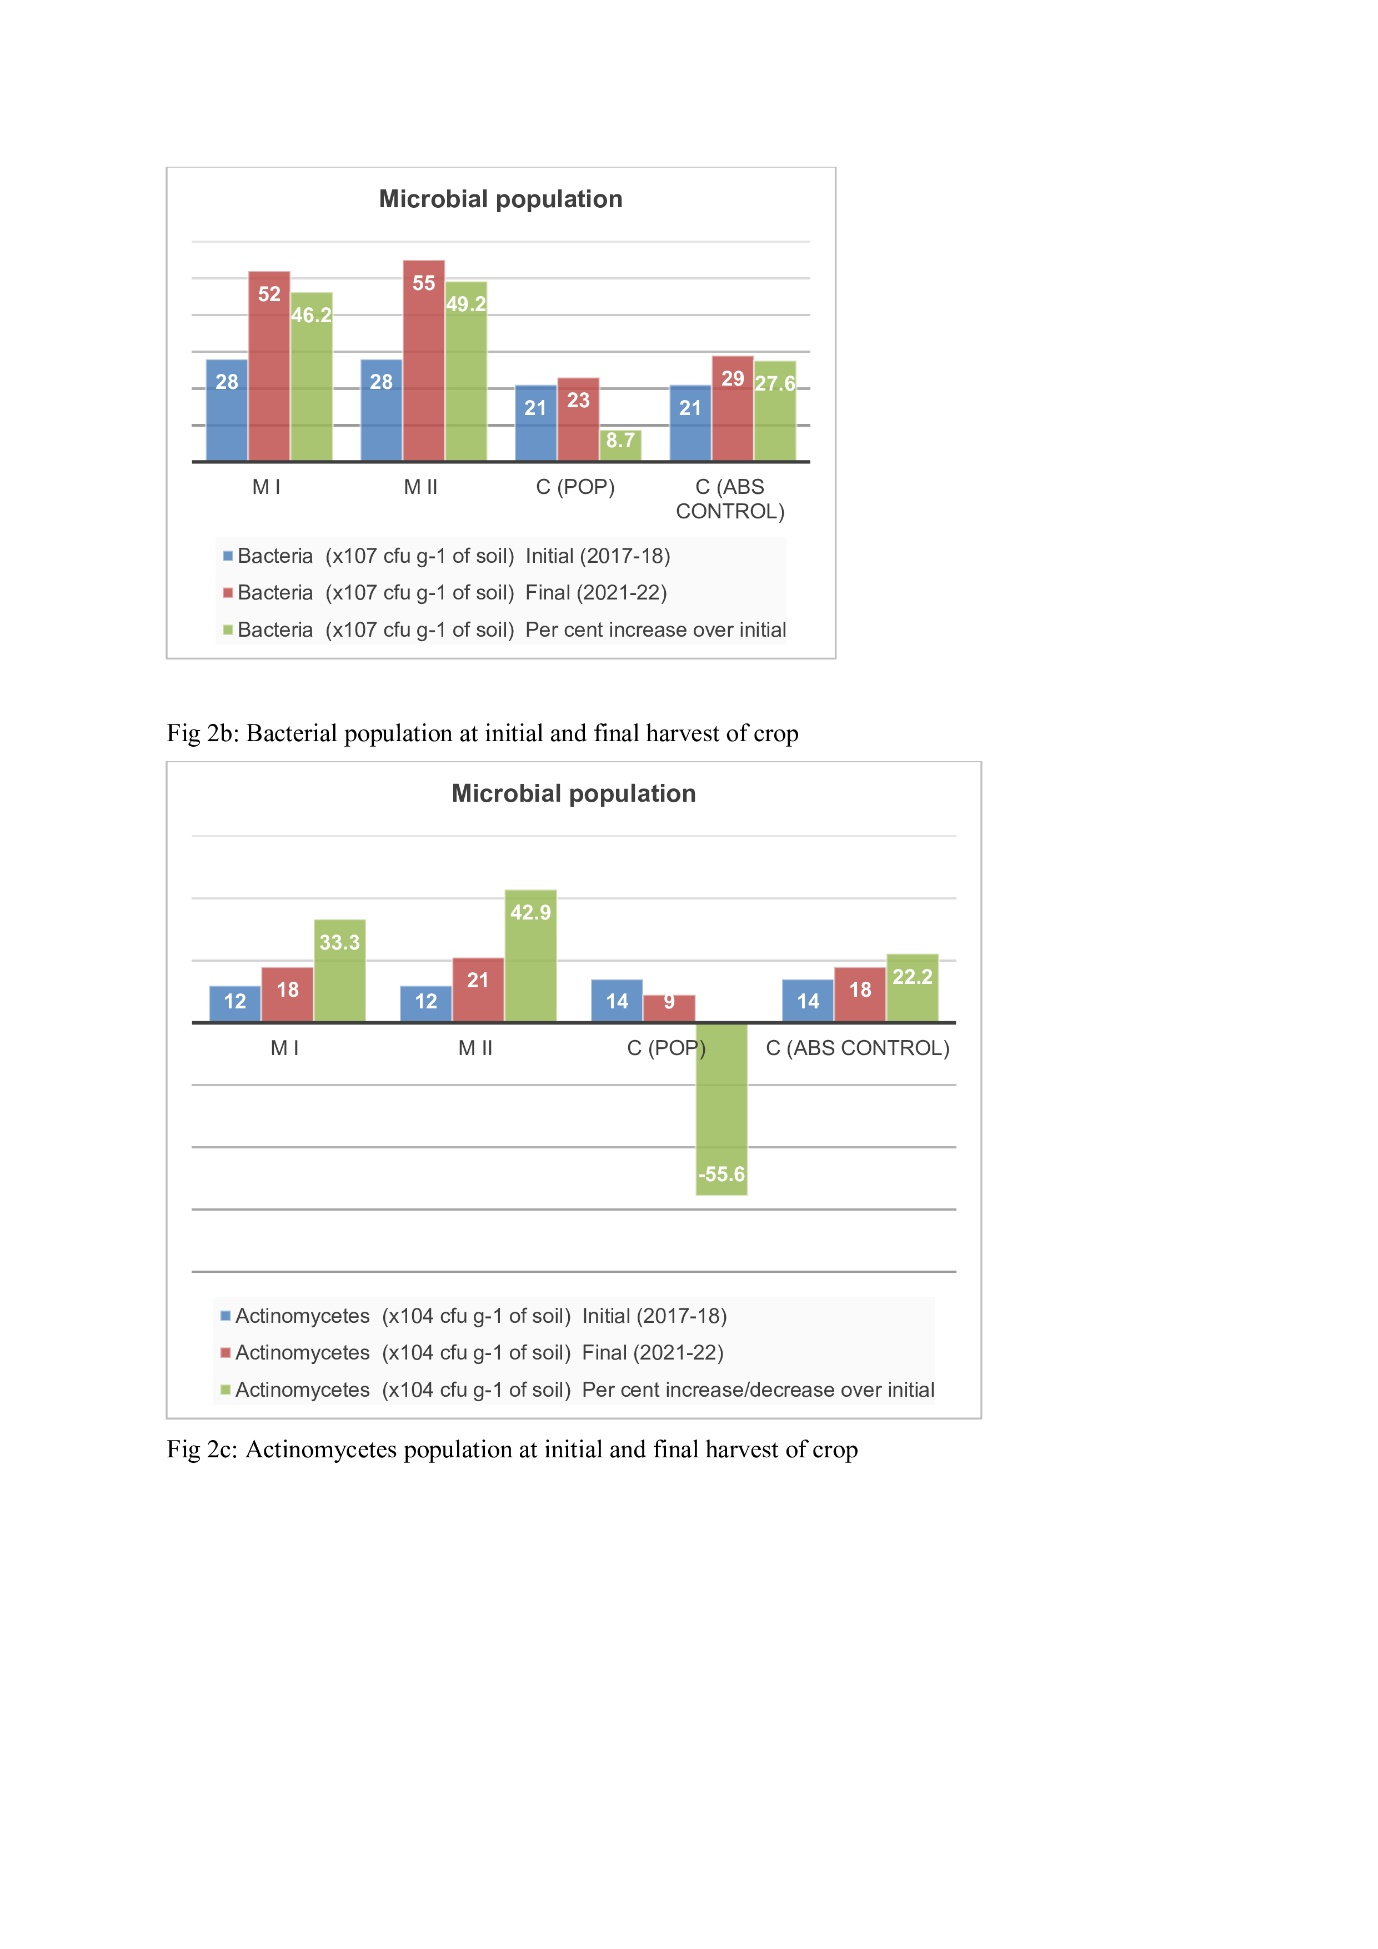 Microbial population
52
55
46.2
49.2
28
28
21
23
8.7
21
29
27.6
M I
M II
C (POP)
C (ABS
CONTROL)
Bacteria (x107 cfu g-1 of soil) Initial (2017-18)
Bacteria (x107 cfu g-1 of soil) Final (2021-22)
Bacteria (x107 cfu g-1 of soil) Per cent increase over initial
Fig 2b: Bacterial population at initial and final harvest of crop
Microbial population
12
18
33.3
12
21
42.9
14
9
-55.6
14
18
22.2
M I
M II
C (POP)
C (ABS CONTROL)
Actinomycetes (x104 cfu g-1 of soil) Initial (2017-18)
Actinomycetes (x104 cfu g-1 of soil) Final (2021-22)
Actinomycetes (x104 cfu g-1 of soil) Per cent increase/decrease over initial
Fig 2c: Actinomycetes population at initial and final harvest of crop